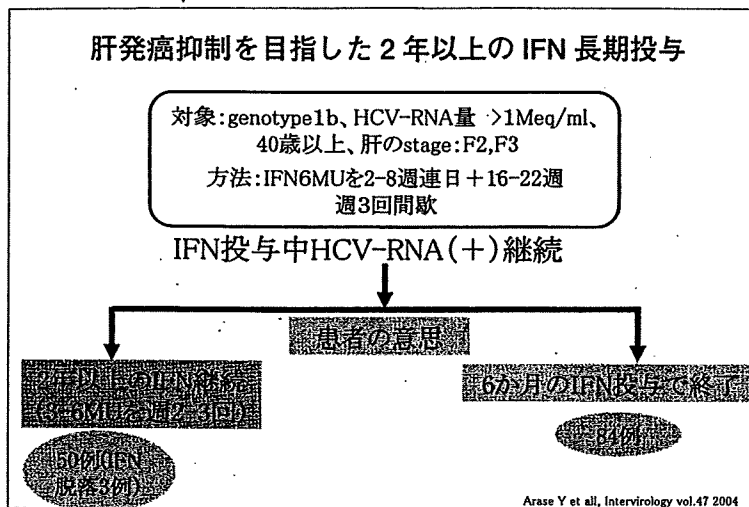 肝発癌抑制を目指した2年以上のIFN長期投与
対象:genotype1b、HCV-RNA量 >1Meq/ml、
40歳以上、肝のstage:F2,F3
方法:IFN6MUを2-8週連日+16-22週
週3回間歇
IFN投与中HCV-RNA(+)継続
患者の意思
2年以上のIFN継続
(3-6MUを週2-3回)
6か月のIFN投与で終了
50例(IFN
脱落3例)
84例
Arase Y et all, Intervirology vol.47 2004